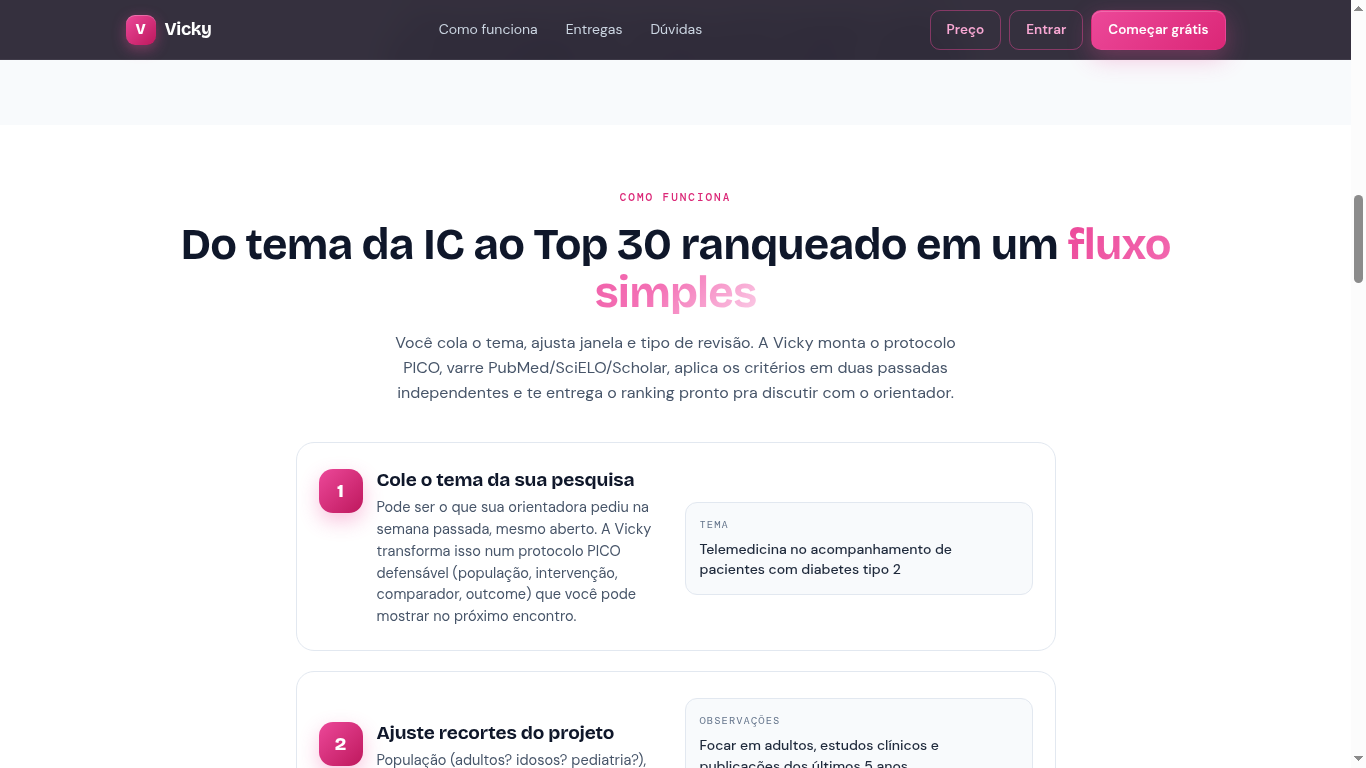 V Vicky Como funciona Entregas Dúvidas Preço Entrar Começar grátis
COMO FUNCIONA
Do tema da IC ao Top 30 ranqueado em um fluxo
simples
Você cola o tema, ajusta janela e tipo de revisão. A Vicky monta o protocolo
PICO, varre PubMed/SciELO/Scholar, aplica os critérios em duas passadas
independentes e te entrega o ranking pronto pra discutir com o orientador.
1
Cole o tema da sua pesquisa
Pode ser o que sua orientadora pediu na
semana passada, mesmo aberto. A Vicky
transforma isso num protocolo PICO
defensável (população, intervenção,
comparador, outcome) que você pode
mostrar no próximo encontro.
TEMA
Telemedicina no acompanhamento de
pacientes com diabetes tipo 2
2
Ajuste recortes do projeto
População (adultos? idosos? pediatria?),
OBSERVAÇÕES
Focar em adultos, estudos clínicos e
publicações dos últimos 5 anos